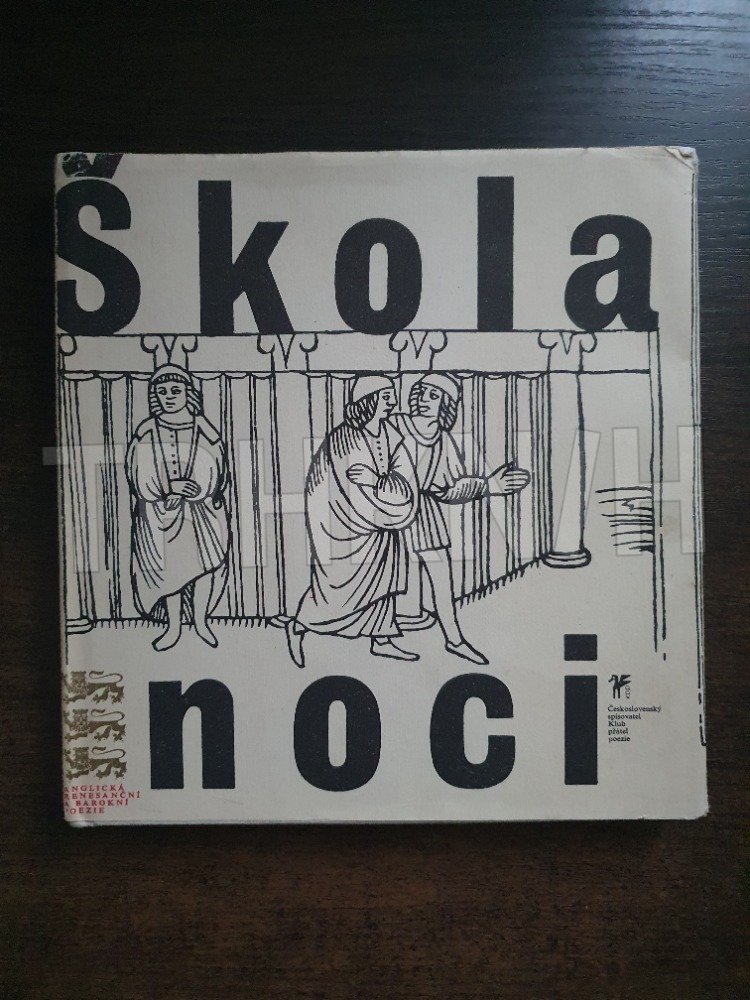 Škola
noci
ANGLICKÁ
RENESANČNÍ
A BAROKNÍ
POEZIE
Československý
spisovatel
Klub
přátel
poezie